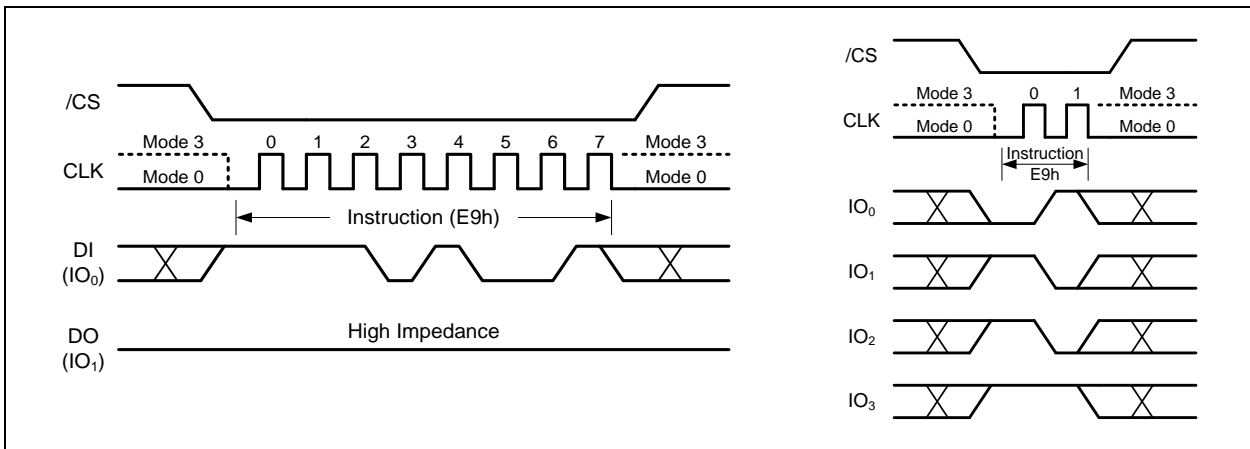 /CS
Mode 3 0 1 2 3 4 5 6 7 Mode 3
CLK
Mode 0 Mode 0
Instruction (E9h)
DI
(IO₀)
High Impedance
DO
(IO₁)
/CS
Mode 3 0 1 Mode 3
CLK
Mode 0 Mode 0
Instruction
E9h
IO₀
IO₁
IO₂
IO₃